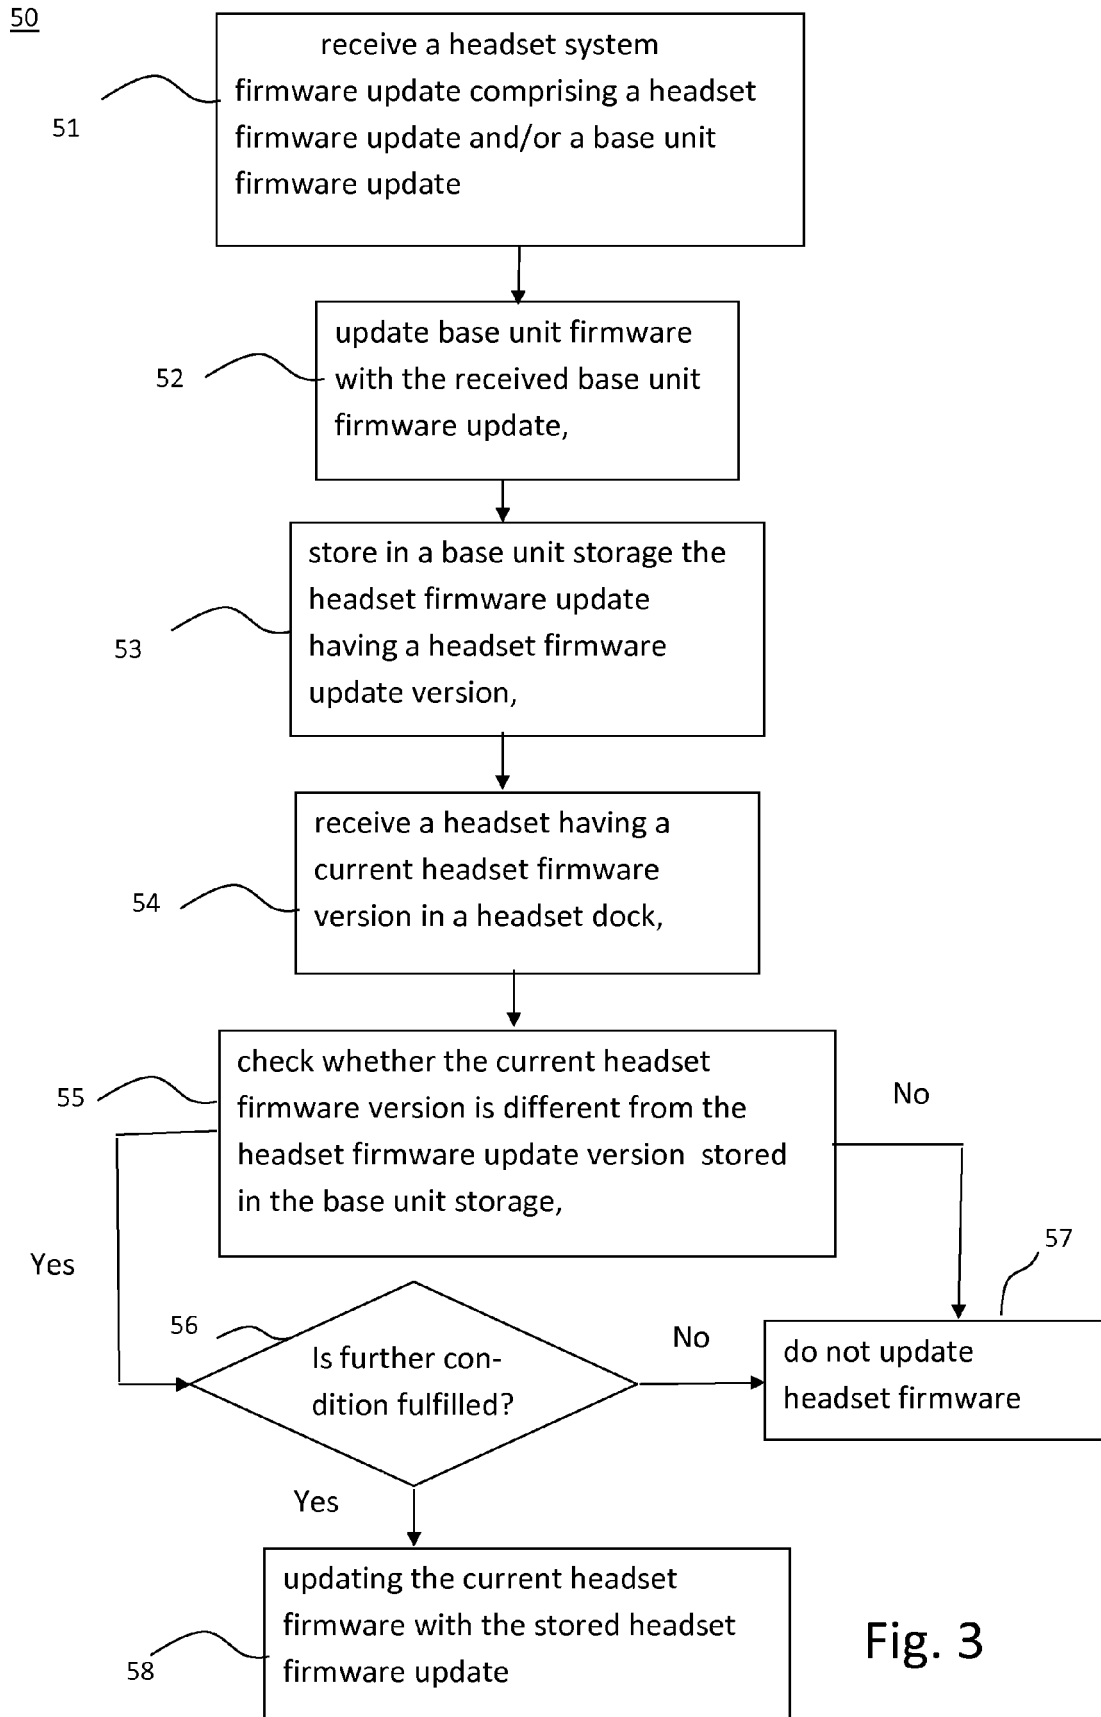 50
receive a headset system
firmware update comprising a headset
firmware update and/or a base unit
firmware update
51
update base unit firmware
with the received base unit
firmware update,
52
store in a base unit storage the
headset firmware update
having a headset firmware
update version,
53
receive a headset having a
current headset firmware
version in a headset dock,
54
check whether the current headset
firmware version is different from the
headset firmware update version stored
in the base unit storage,
55
No
Yes
57
56
Is further con-
dition fulfilled?
No
do not update
headset firmware
Yes
updating the current headset
firmware with the stored headset
firmware update
58
Fig. 3